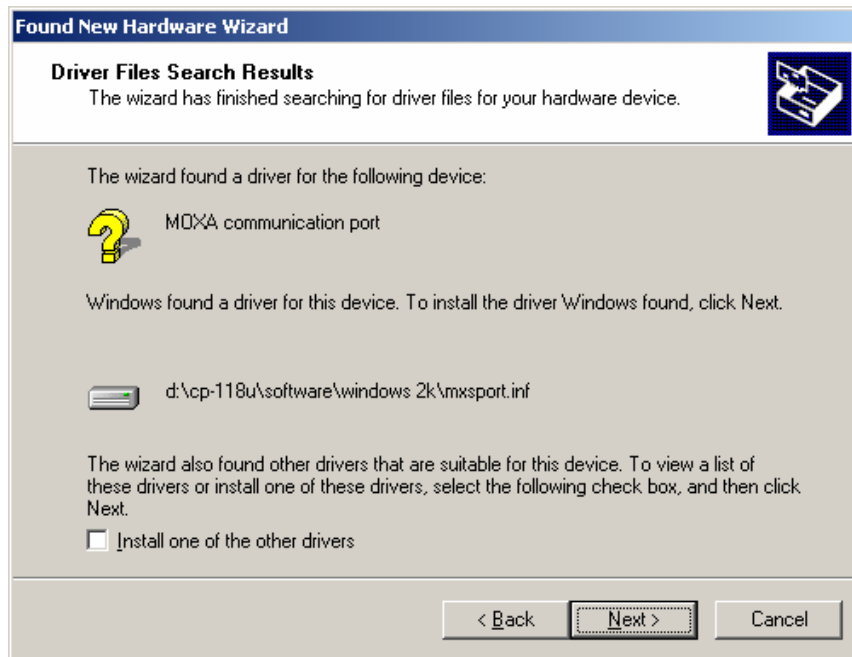 Found New Hardware Wizard
Driver Files Search Results
The wizard has finished searching for driver files for your hardware device.
The wizard found a driver for the following device:
MOXA communication port
Windows found a driver for this device. To install the driver Windows found, click Next.
d:\cp-118u\software\windows 2k\mxsport.inf
The wizard also found other drivers that are suitable for this device. To view a list of
these drivers or install one of these drivers, select the following check box, and then click
Next.
Install one of the other drivers
< Back
Next >
Cancel